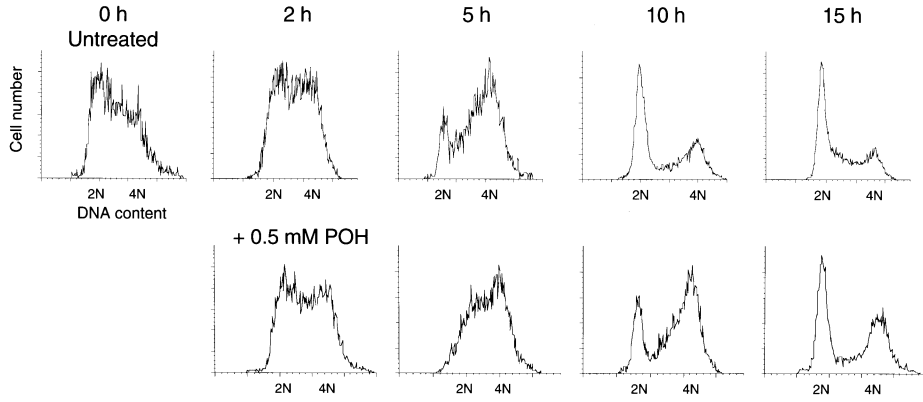 0 h 2 h 5 h 10 h 15 h
Untreated
Cell number
2N 4N 2N 4N 2N 4N 2N 4N 2N 4N
DNA content
+ 0.5 mM POH
2N 4N 2N 4N 2N 4N 2N 4N